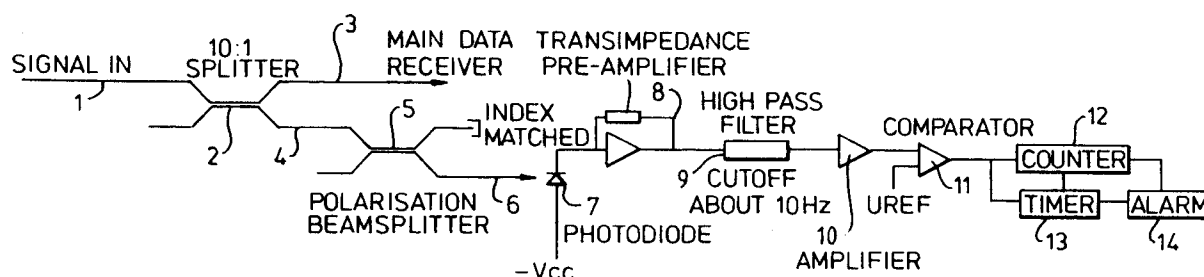 SIGNAL IN
1
10:1
SPLITTER
2
3
MAIN DATA
RECEIVER
4
5
INDEX
MATCHED
POLARISATION
BEAMSPLITTER
6
TRANSIMPEDANCE
PRE-AMPLIFIER
8
7
PHOTODIODE
-Vcc
HIGH PASS
FILTER
9
CUTOFF
ABOUT 10Hz
10
AMPLIFIER
COMPARATOR
UREF
11
12
COUNTER
TIMER
13
ALARM
14